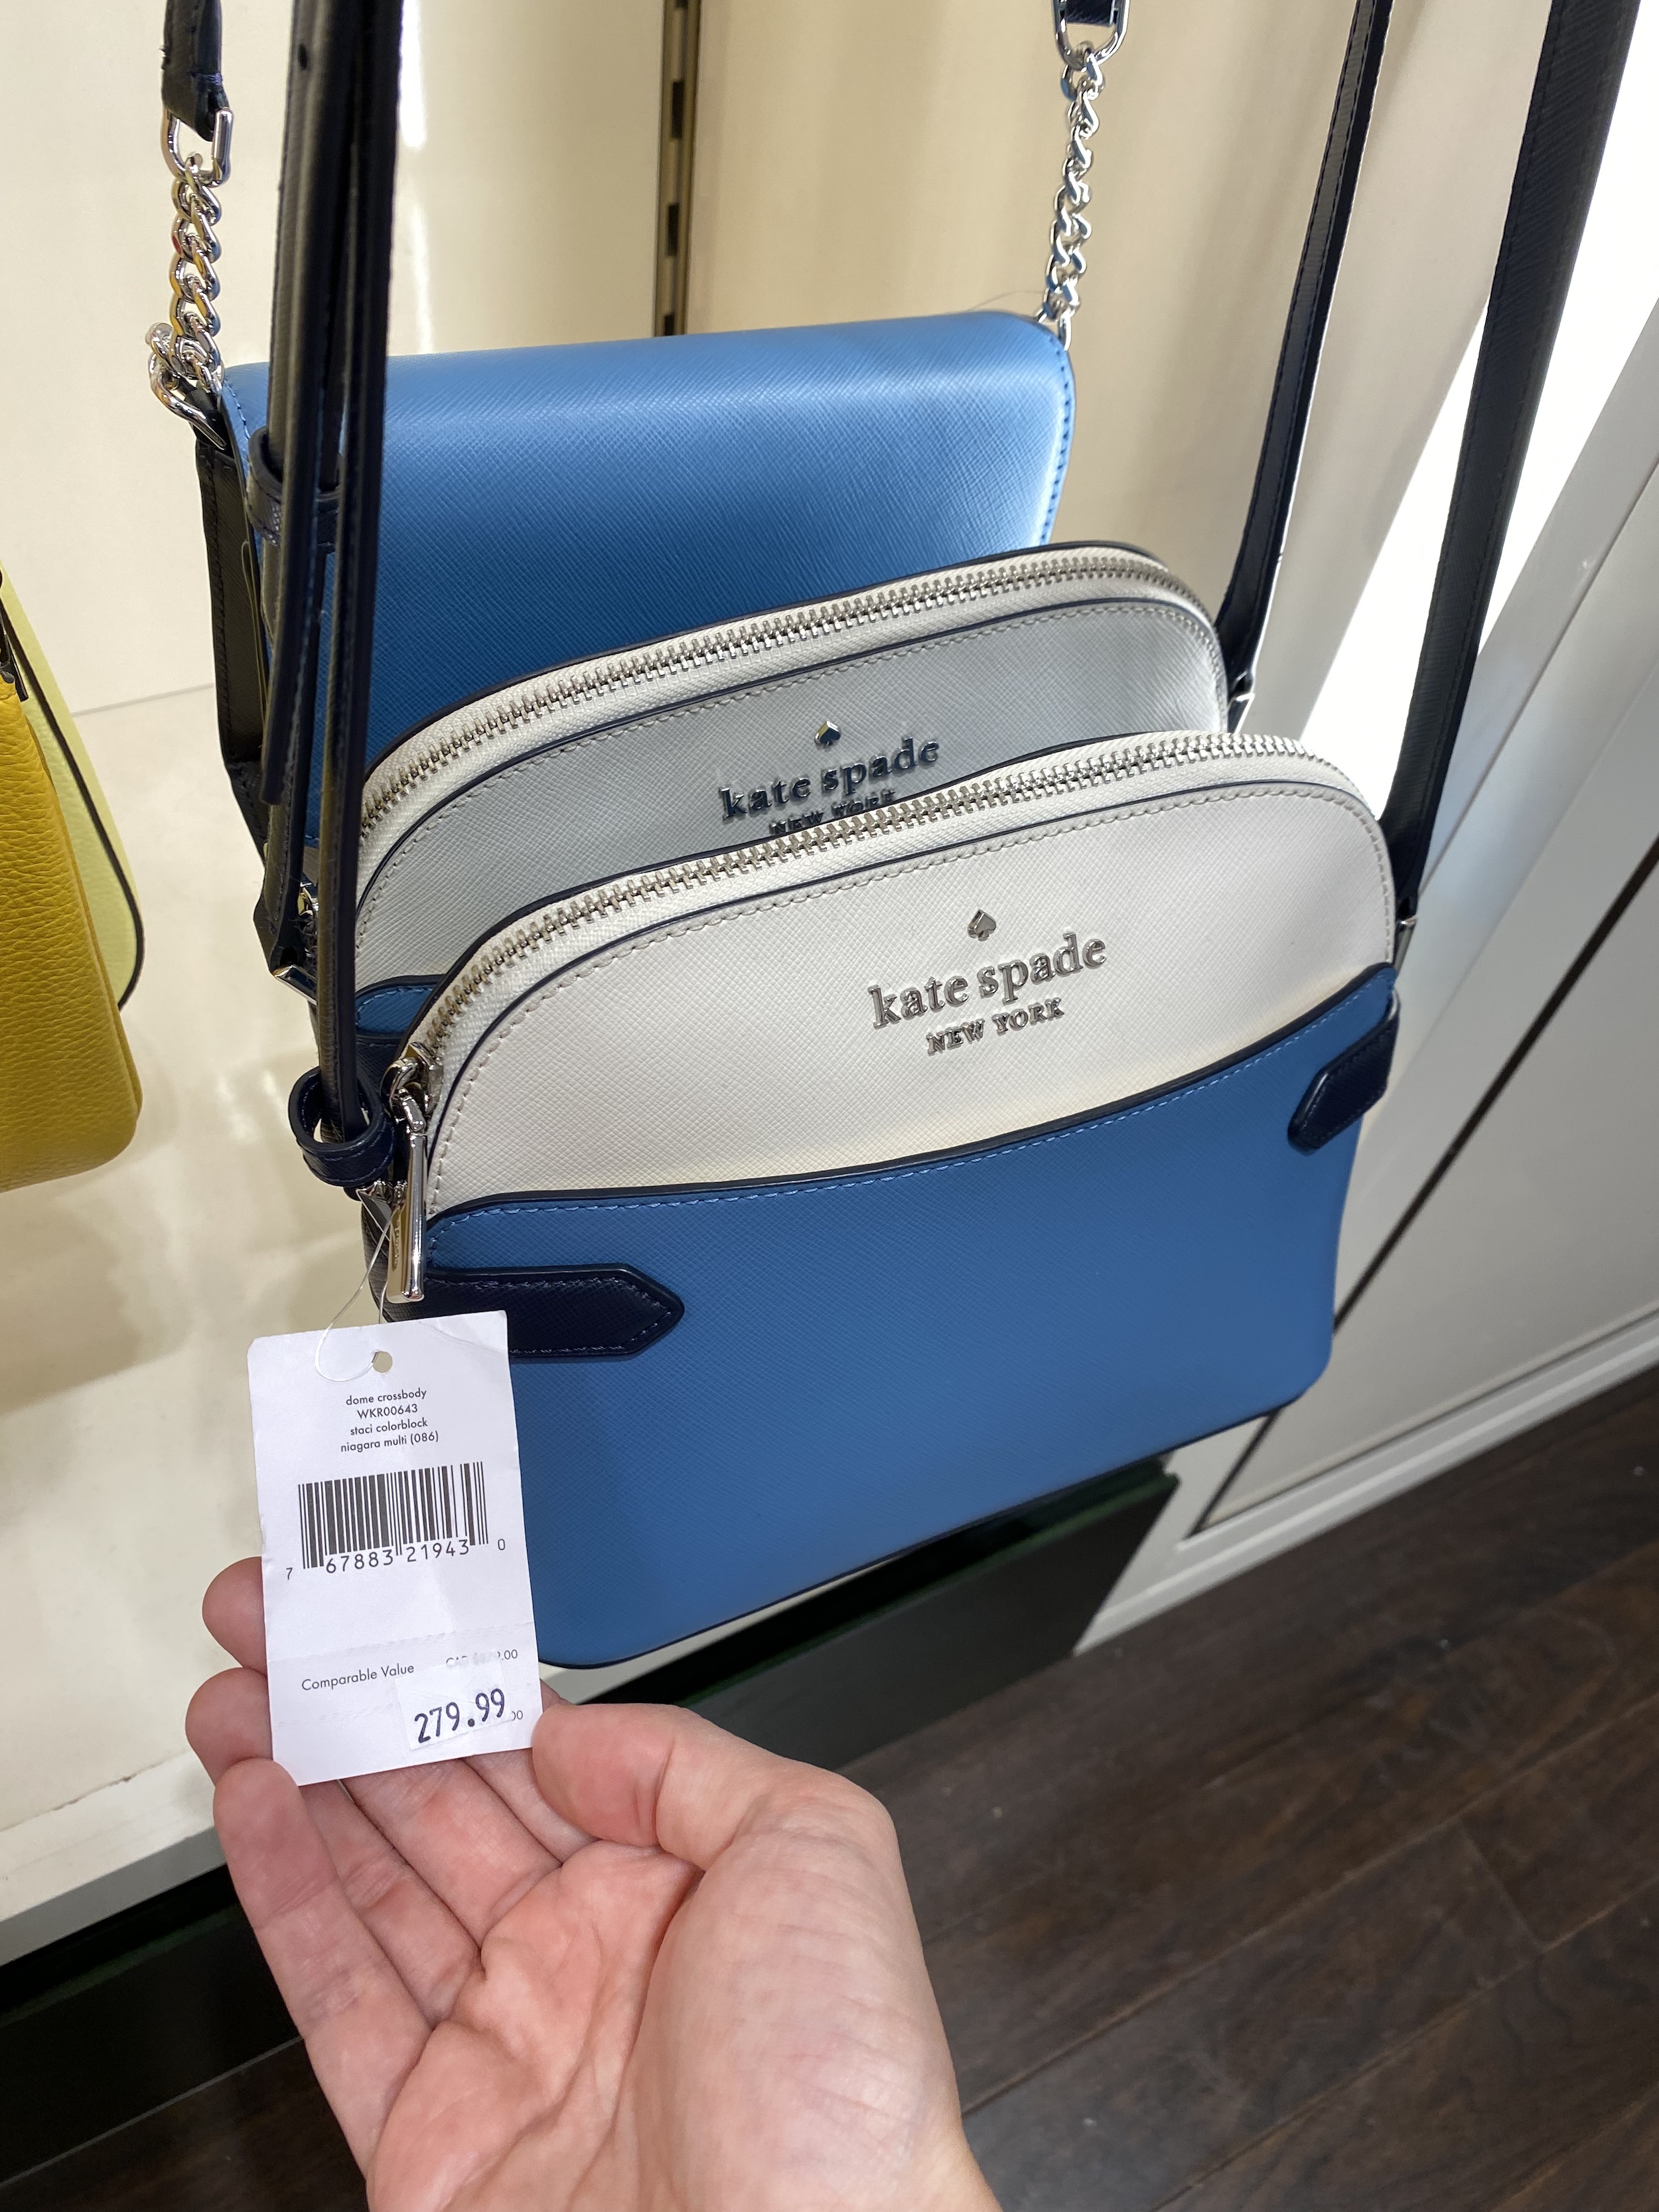 kate spade
NEW YORK
kate spade
NEW YORK
dome crossbody
WKR00643
staci colorblock
niagara multi (086)
7 67883 21943 0
Comparable Value
279.99